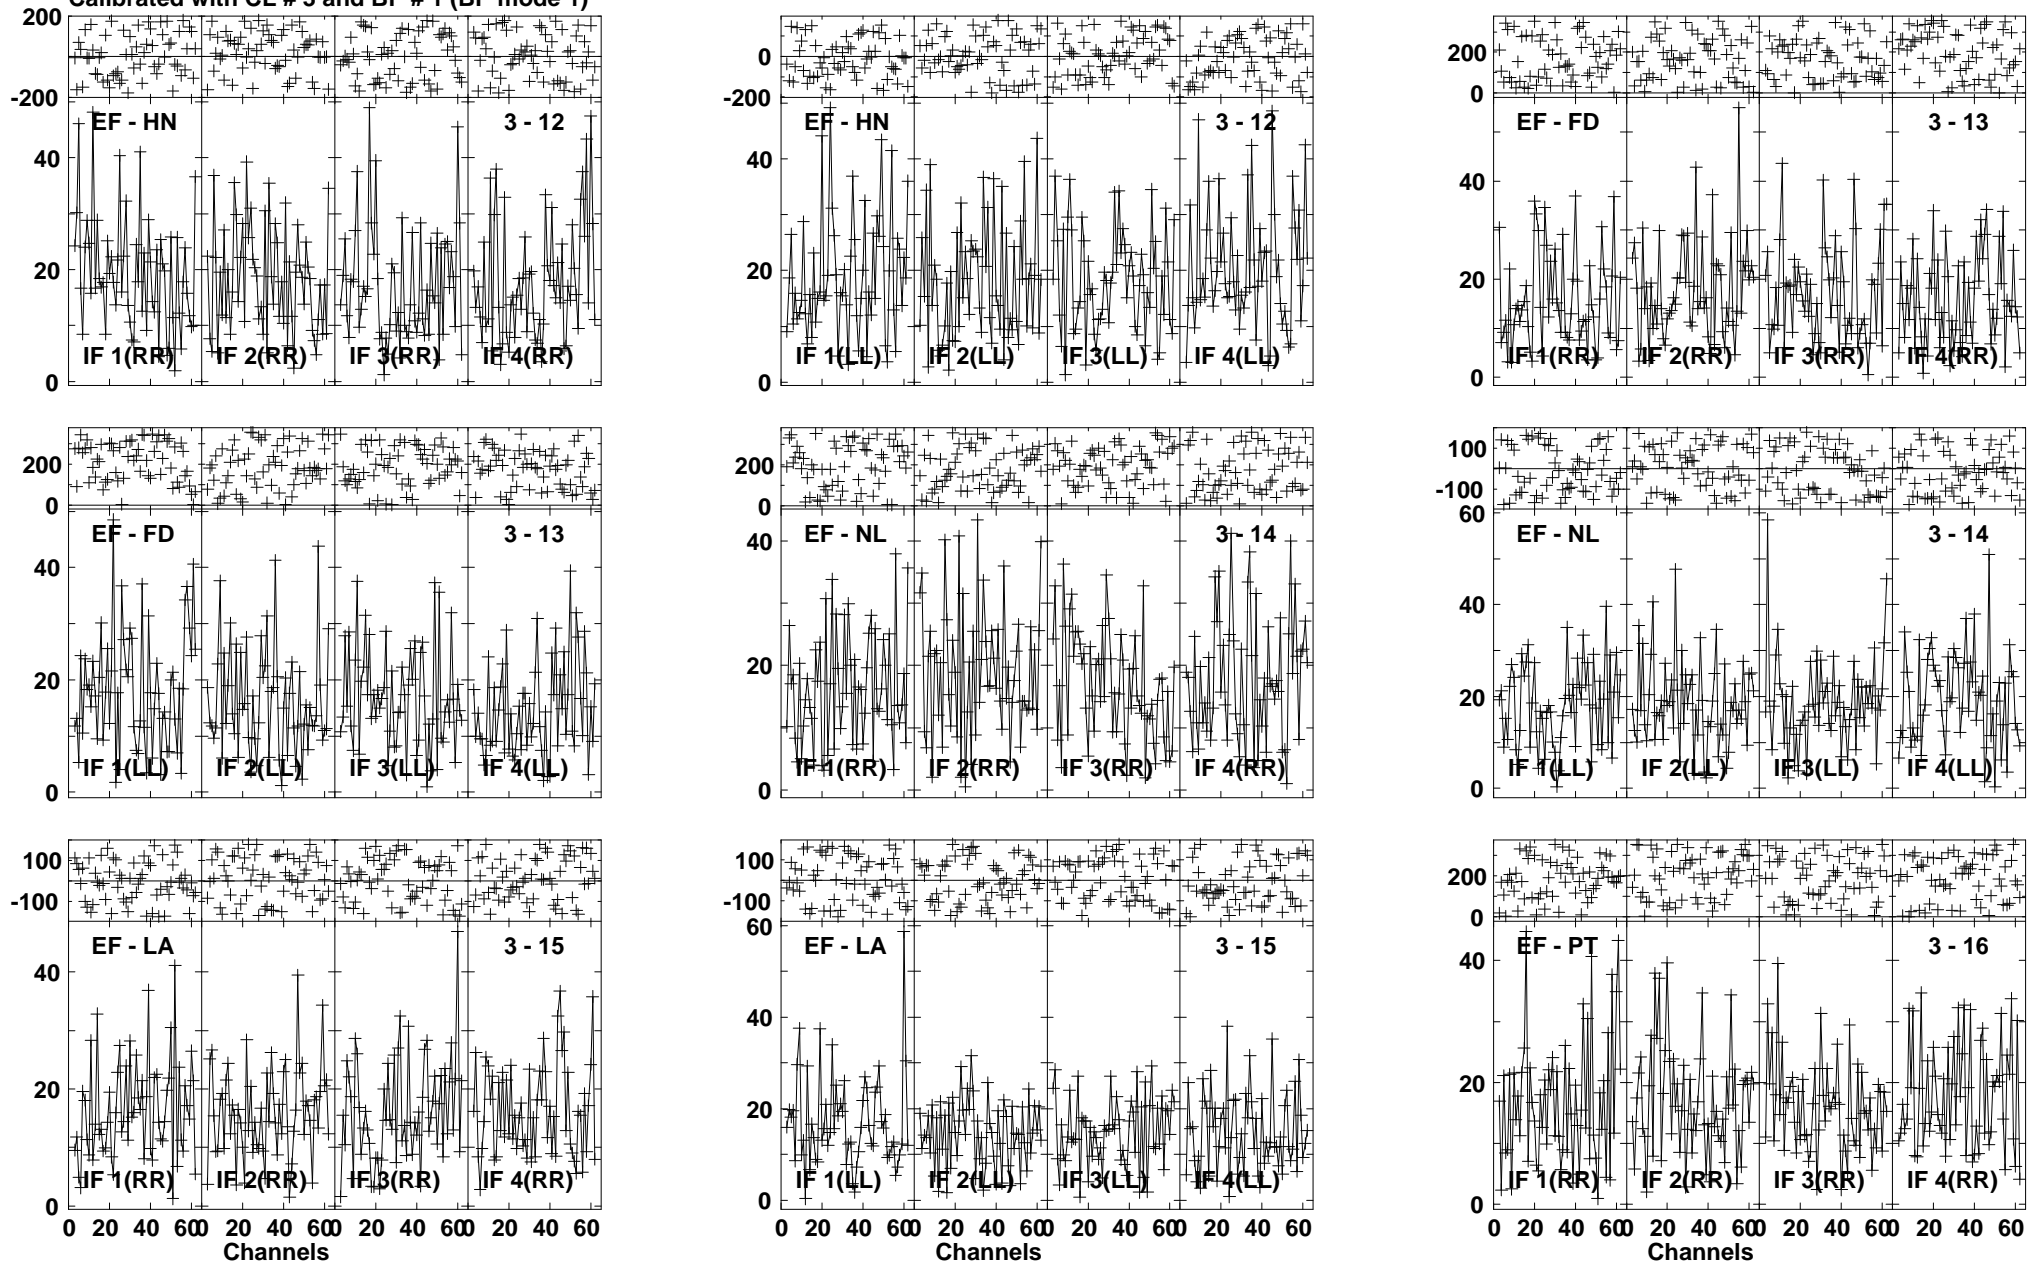 Calibrated with CL # 3 and BP # 1 (BP mode 1)
200
-200
EF - HN
3 - 12
40
20
0
IF 1(RR)
IF 2(RR)
IF 3(RR)
IF 4(RR)
0
-200
EF - HN
3 - 12
40
20
0
IF 1(LL)
IF 2(LL)
IF 3(LL)
IF 4(LL)
200
0
EF - FD
3 - 13
40
20
0
IF 1(RR)
IF 2(RR)
IF 3(RR)
IF 4(RR)
200
0
EF - FD
3 - 13
40
20
0
IF 1(LL)
IF 2(LL)
IF 3(LL)
IF 4(LL)
200
0
EF - NL
3 - 14
40
20
0
IF 1(RR)
IF 2(RR)
IF 3(RR)
IF 4(RR)
100
-100
60
EF - NL
3 - 14
40
20
0
IF 1(LL)
IF 2(LL)
IF 3(LL)
IF 4(LL)
100
-100
EF - LA
3 - 15
40
20
0
IF 1(RR)
IF 2(RR)
IF 3(RR)
IF 4(RR)
0 20 40 60 0 20 40 60 0 20 40 60 0 20 40 60
Channels
100
-100
60
EF - LA
3 - 15
40
20
0
IF 1(LL)
IF 2(LL)
IF 3(LL)
IF 4(LL)
0 20 40 60 0 20 40 60 0 20 40 60 0 20 40 60
Channels
200
0
EF - PT
3 - 16
40
20
0
IF 1(RR)
IF 2(RR)
IF 3(RR)
IF 4(RR)
0 20 40 60 0 20 40 60 0 20 40 60 0 20 40 60
Channels